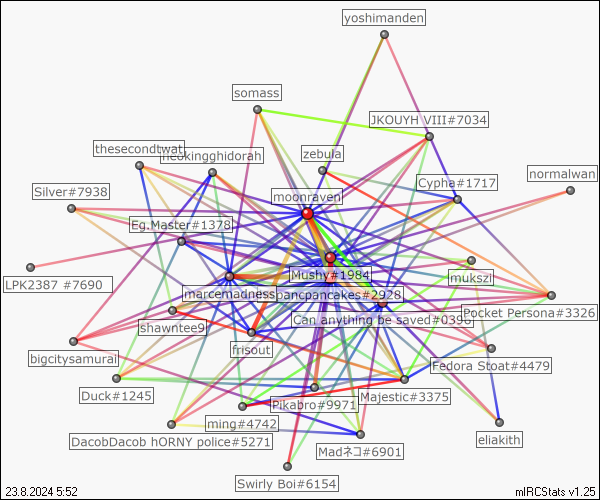 yoshimanden
somass
JKOUYH VIII#7034
thesecondtwat
neokingghidorah
zebula
normalwan
Cypha#1717
Silver#7938
moonraven
Eg.Master#1378
Mushy#1984
mukszi
LPK2387 #7690
marcemadness
pancpancakes#2928
Pocket Persona#3326
shawntee9
Can anything be saved#0396
bigcitysamurai
frisout
Fedora Stoat#4479
Duck#1245
Pikabro#9971
Majestic#3375
ming#4742
DacobDacob hORNY police#5271
eliakith
Madネコ#6901
Swirly Boi#6154
23.8.2024 5:52
mIRCStats v1.25